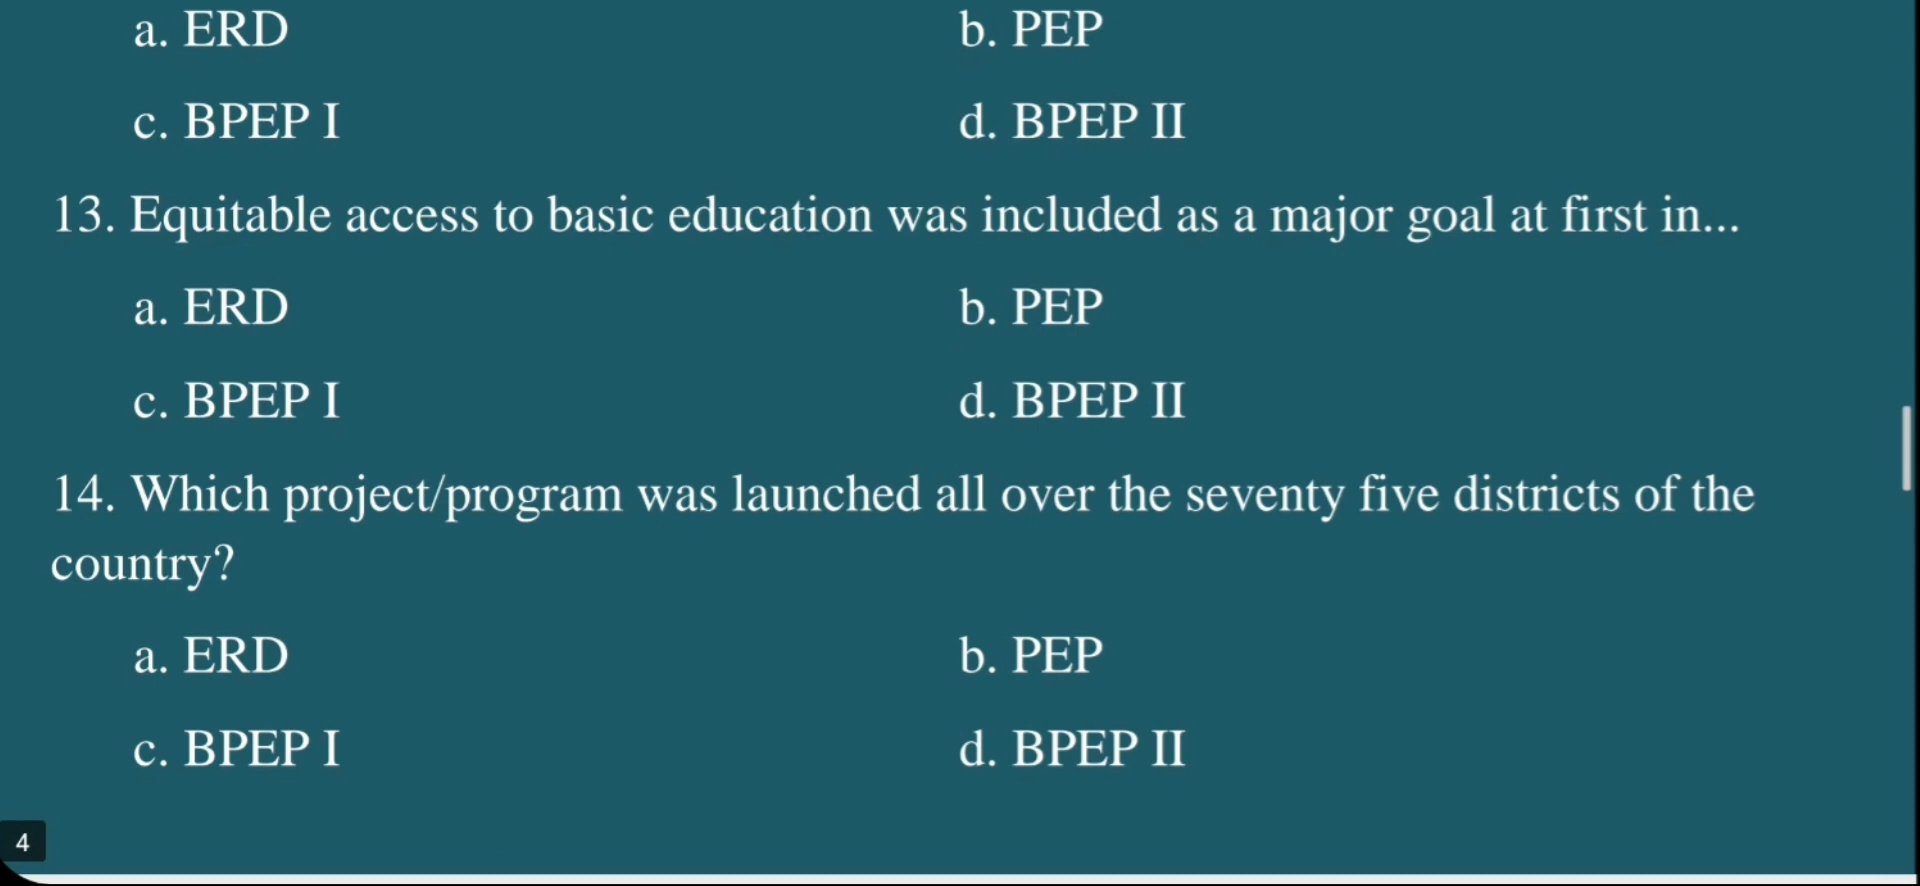 a. ERD b. PEP
c. BPEP I d. BPEP II
13. Equitable access to basic education was included as a major goal at first in...
a. ERD b. PEP
c. BPEP I d. BPEP II
14. Which project/program was launched all over the seventy five districts of the
country?
a. ERD b. PEP
c. BPEP I d. BPEP II
4